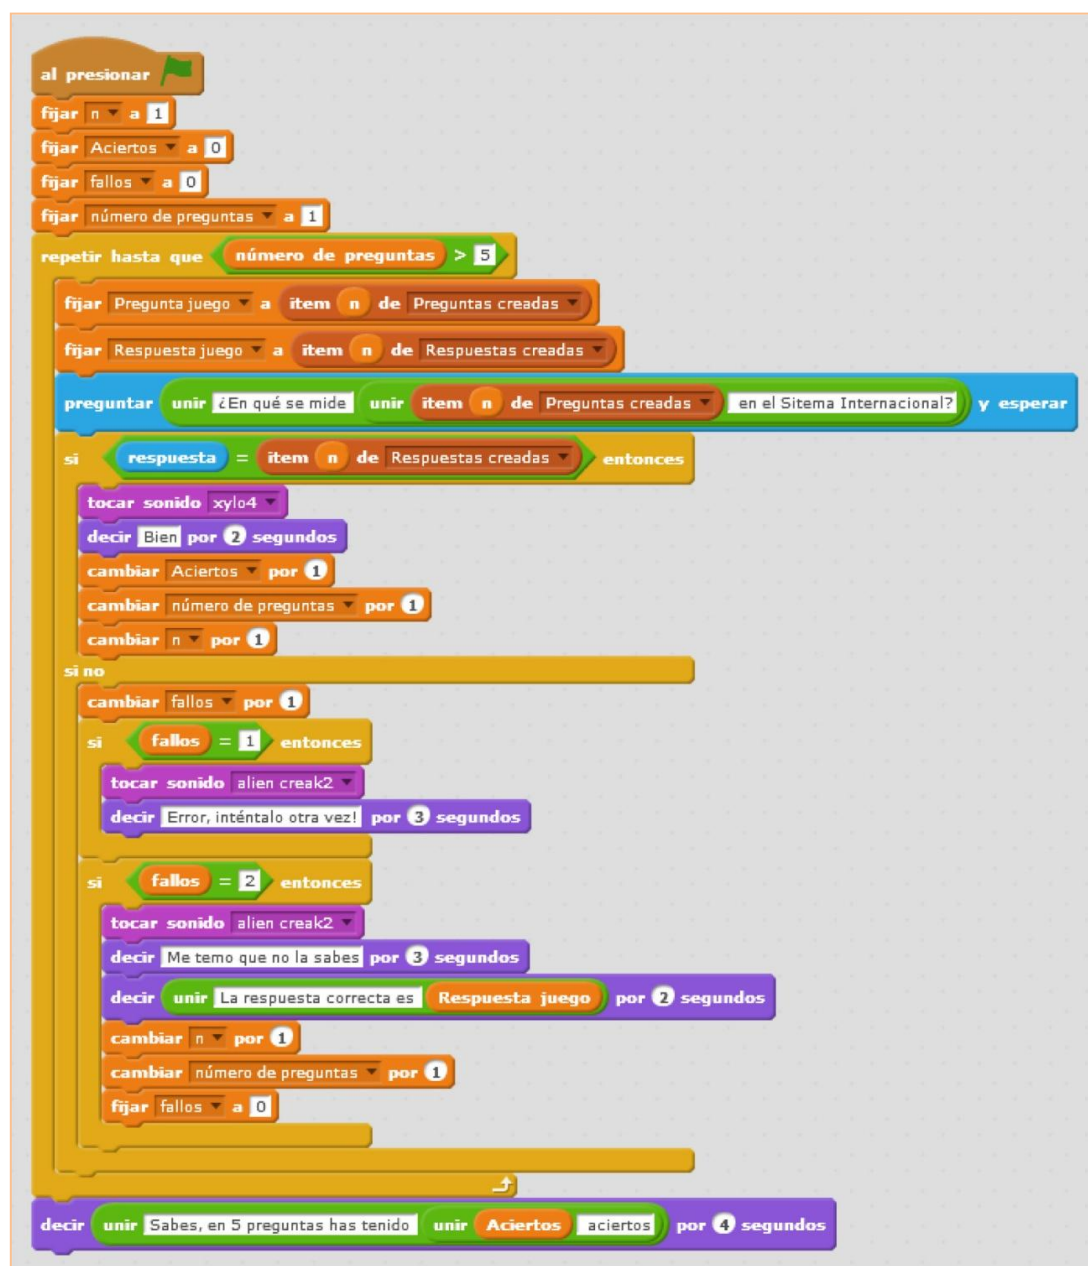 al presionar
fijar n a 1
fijar Aciertos a 0
fijar fallos a 0
fijar número de preguntas a 1
repetir hasta que número de preguntas > 5
fijar Pregunta juego a item n de Preguntas creadas
fijar Respuesta juego a item n de Respuestas creadas
preguntar unir ¿En qué se mide unir item n de Preguntas creadas en el Sitema Internacional? y esperar
si respuesta = item n de Respuestas creadas entonces
tocar sonido xylo4
decir Bien por 2 segundos
cambiar Aciertos por 1
cambiar número de preguntas por 1
cambiar n por 1
si no
cambiar fallos por 1
si fallos = 1 entonces
tocar sonido alien creak2
decir Error, inténtalo otra vez! por 3 segundos
si fallos = 2 entonces
tocar sonido alien creak2
decir Me temo que no la sabes por 3 segundos
decir unir La respuesta correcta es Respuesta juego por 2 segundos
cambiar n por 1
cambiar número de preguntas por 1
fijar fallos a 0
decir unir Sabes, en 5 preguntas has tenido unir Aciertos aciertos por 4 segundos